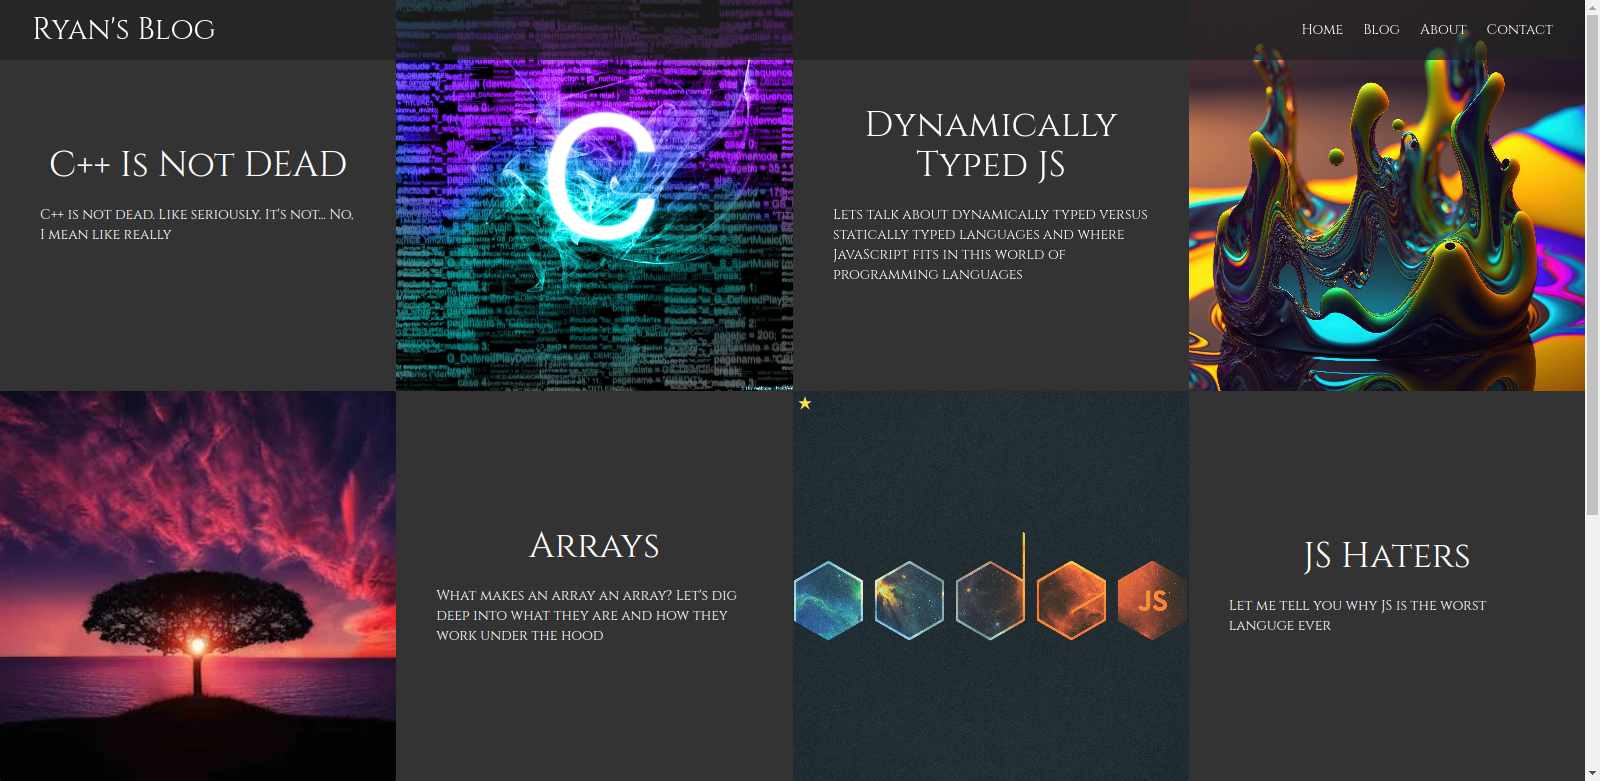 Ryan's Blog
Home Blog About Contact
C++ Is Not DEAD
C++ is not dead. Like seriously. It's not... No,
I mean like really
C
Dynamically
Typed JS
Lets talk about dynamically typed versus
statically typed languages and where
JavaScript fits in this world of
programming languages
Arrays
What makes an array an array? Let's dig
deep into what they are and how they
work under the hood
JS
JS Haters
Let me tell you why JS is the worst
languge ever